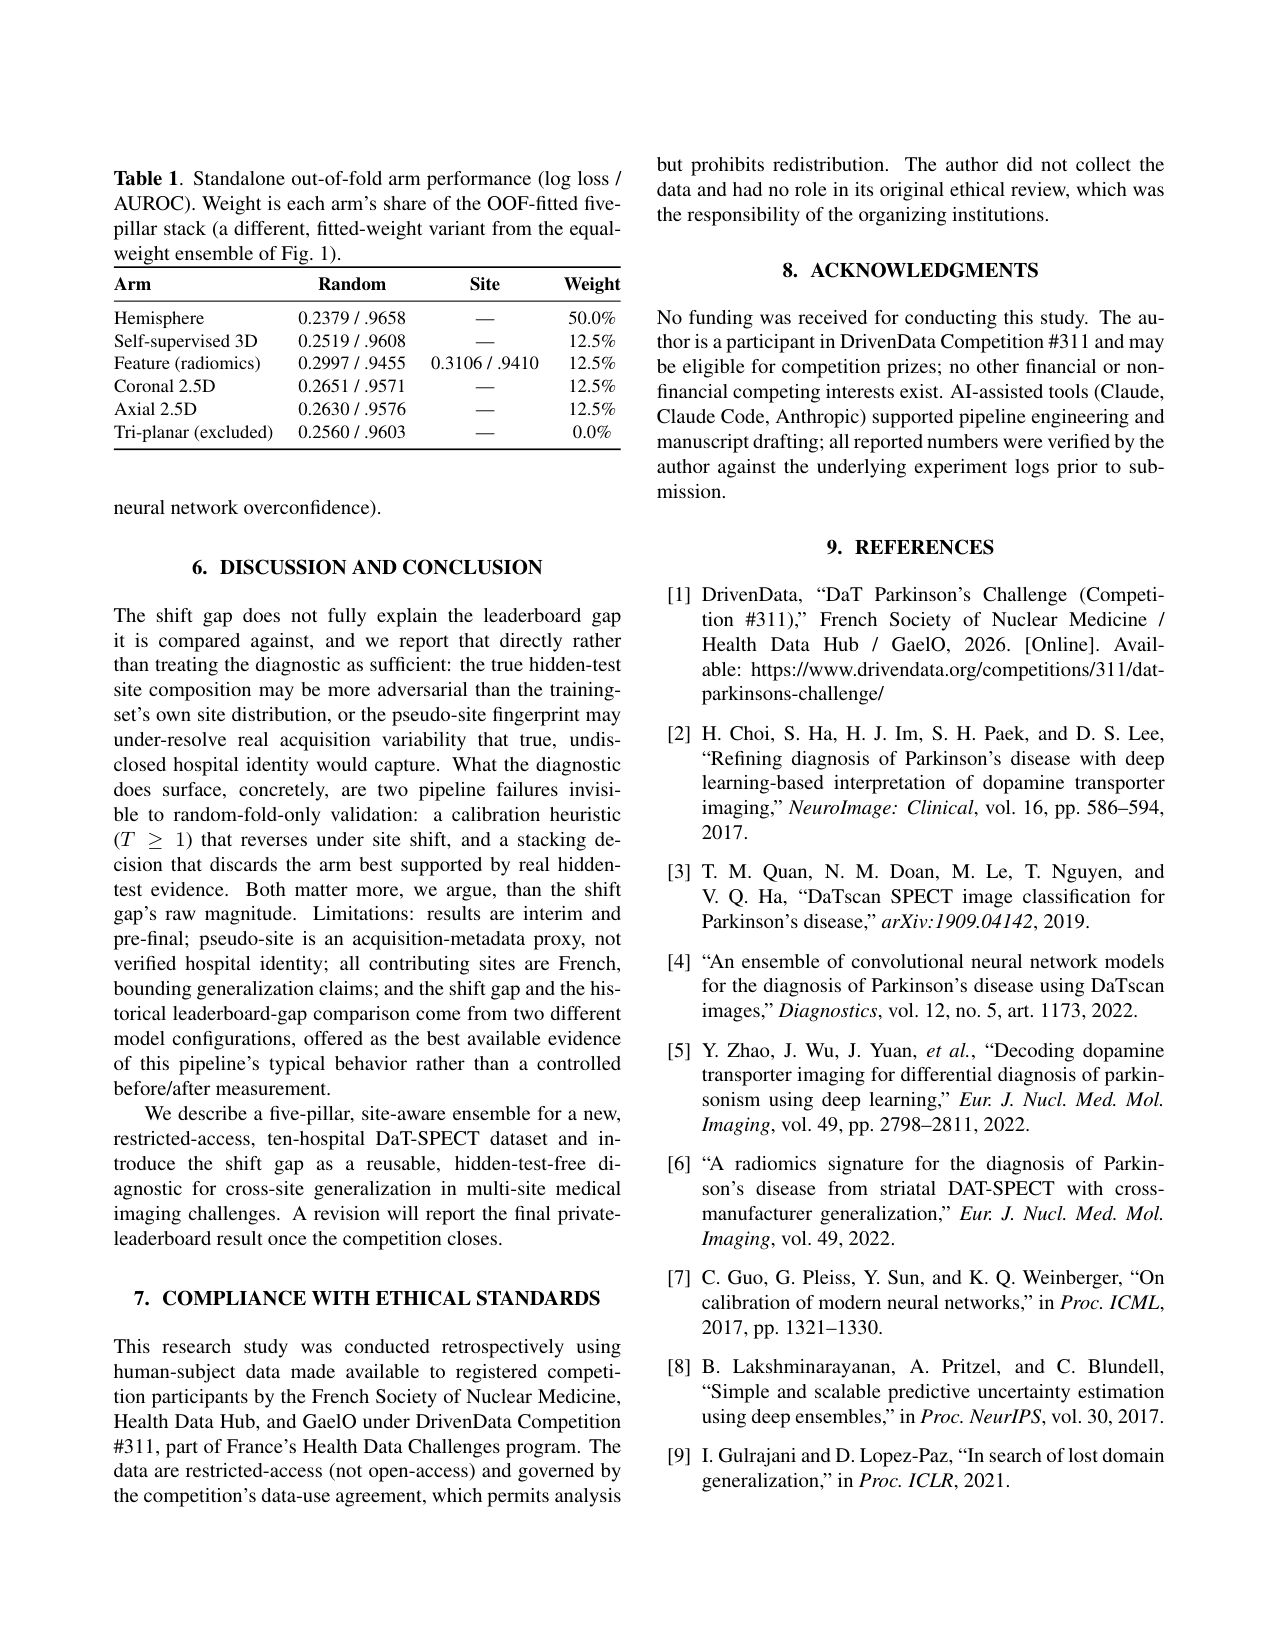 Table 1. Standalone out-of-fold arm performance (log loss /
AUROC). Weight is each arm's share of the OOF-fitted five-
pillar stack (a different, fitted-weight variant from the equal-
weight ensemble of Fig. 1).
Arm Random Site Weight
Hemisphere 0.2379 / .9658 — 50.0%
Self-supervised 3D 0.2519 / .9608 — 12.5%
Feature (radiomics) 0.2997 / .9455 0.3106 / .9410 12.5%
Coronal 2.5D 0.2651 / .9571 — 12.5%
Axial 2.5D 0.2630 / .9576 — 12.5%
Tri-planar (excluded) 0.2560 / .9603 — 0.0%
neural network overconfidence).
6. DISCUSSION AND CONCLUSION
The shift gap does not fully explain the leaderboard gap
it is compared against, and we report that directly rather
than treating the diagnostic as sufficient: the true hidden-test
site composition may be more adversarial than the training-
set's own site distribution, or the pseudo-site fingerprint may
under-resolve real acquisition variability that true, undis-
closed hospital identity would capture. What the diagnostic
does surface, concretely, are two pipeline failures invisi-
ble to random-fold-only validation: a calibration heuristic
(T ≥ 1) that reverses under site shift, and a stacking de-
cision that discards the arm best supported by real hidden-
test evidence. Both matter more, we argue, than the shift
gap's raw magnitude. Limitations: results are interim and
pre-final; pseudo-site is an acquisition-metadata proxy, not
verified hospital identity; all contributing sites are French,
bounding generalization claims; and the shift gap and the his-
torical leaderboard-gap comparison come from two different
model configurations, offered as the best available evidence
of this pipeline's typical behavior rather than a controlled
before/after measurement.
We describe a five-pillar, site-aware ensemble for a new,
restricted-access, ten-hospital DaT-SPECT dataset and in-
troduce the shift gap as a reusable, hidden-test-free di-
agnostic for cross-site generalization in multi-site medical
imaging challenges. A revision will report the final private-
leaderboard result once the competition closes.
7. COMPLIANCE WITH ETHICAL STANDARDS
This research study was conducted retrospectively using
human-subject data made available to registered competi-
tion participants by the French Society of Nuclear Medicine,
Health Data Hub, and GaelO under DrivenData Competition
#311, part of France's Health Data Challenges program. The
data are restricted-access (not open-access) and governed by
the competition's data-use agreement, which permits analysis
but prohibits redistribution. The author did not collect the
data and had no role in its original ethical review, which was
the responsibility of the organizing institutions.
8. ACKNOWLEDGMENTS
No funding was received for conducting this study. The au-
thor is a participant in DrivenData Competition #311 and may
be eligible for competition prizes; no other financial or non-
financial competing interests exist. AI-assisted tools (Claude,
Claude Code, Anthropic) supported pipeline engineering and
manuscript drafting; all reported numbers were verified by the
author against the underlying experiment logs prior to sub-
mission.
9. REFERENCES
[1] DrivenData, “DaT Parkinson's Challenge (Competi-
tion #311),” French Society of Nuclear Medicine /
Health Data Hub / GaelO, 2026. [Online]. Avail-
able: https://www.drivendata.org/competitions/311/dat-
parkinsons-challenge/
[2] H. Choi, S. Ha, H. J. Im, S. H. Paek, and D. S. Lee,
“Refining diagnosis of Parkinson's disease with deep
learning-based interpretation of dopamine transporter
imaging,” NeuroImage: Clinical, vol. 16, pp. 586–594,
2017.
[3] T. M. Quan, N. M. Doan, M. Le, T. Nguyen, and
V. Q. Ha, “DaTscan SPECT image classification for
Parkinson's disease,” arXiv:1909.04142, 2019.
[4] “An ensemble of convolutional neural network models
for the diagnosis of Parkinson's disease using DaTscan
images,” Diagnostics, vol. 12, no. 5, art. 1173, 2022.
[5] Y. Zhao, J. Wu, J. Yuan, et al., “Decoding dopamine
transporter imaging for differential diagnosis of parkin-
sonism using deep learning,” Eur. J. Nucl. Med. Mol.
Imaging, vol. 49, pp. 2798–2811, 2022.
[6] “A radiomics signature for the diagnosis of Parkin-
son's disease from striatal DAT-SPECT with cross-
manufacturer generalization,” Eur. J. Nucl. Med. Mol.
Imaging, vol. 49, 2022.
[7] C. Guo, G. Pleiss, Y. Sun, and K. Q. Weinberger, “On
calibration of modern neural networks,” in Proc. ICML,
2017, pp. 1321–1330.
[8] B. Lakshminarayanan, A. Pritzel, and C. Blundell,
“Simple and scalable predictive uncertainty estimation
using deep ensembles,” in Proc. NeurIPS, vol. 30, 2017.
[9] I. Gulrajani and D. Lopez-Paz, “In search of lost domain
generalization,” in Proc. ICLR, 2021.